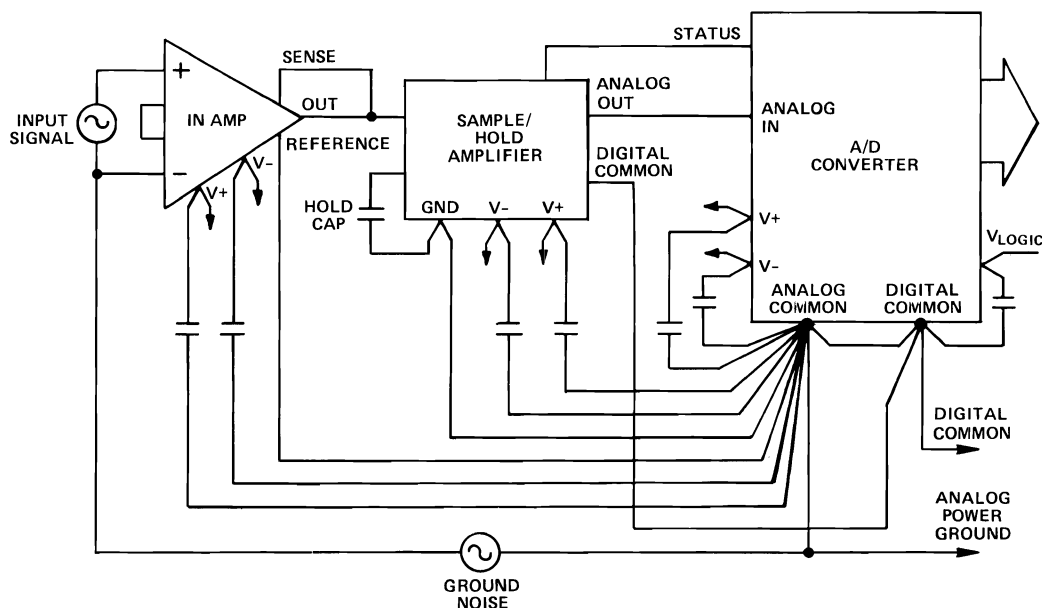 INPUT
SIGNAL
+
−
IN AMP
SENSE
OUT
REFERENCE
V+
V−
HOLD
CAP
SAMPLE/
HOLD
AMPLIFIER
GND
V−
V+
STATUS
ANALOG
OUT
DIGITAL
COMMON
ANALOG
IN
A/D
CONVERTER
V+
V−
ANALOG
COMMON
DIGITAL
COMMON
VLOGIC
DIGITAL
COMMON
ANALOG
POWER
GROUND
GROUND
NOISE